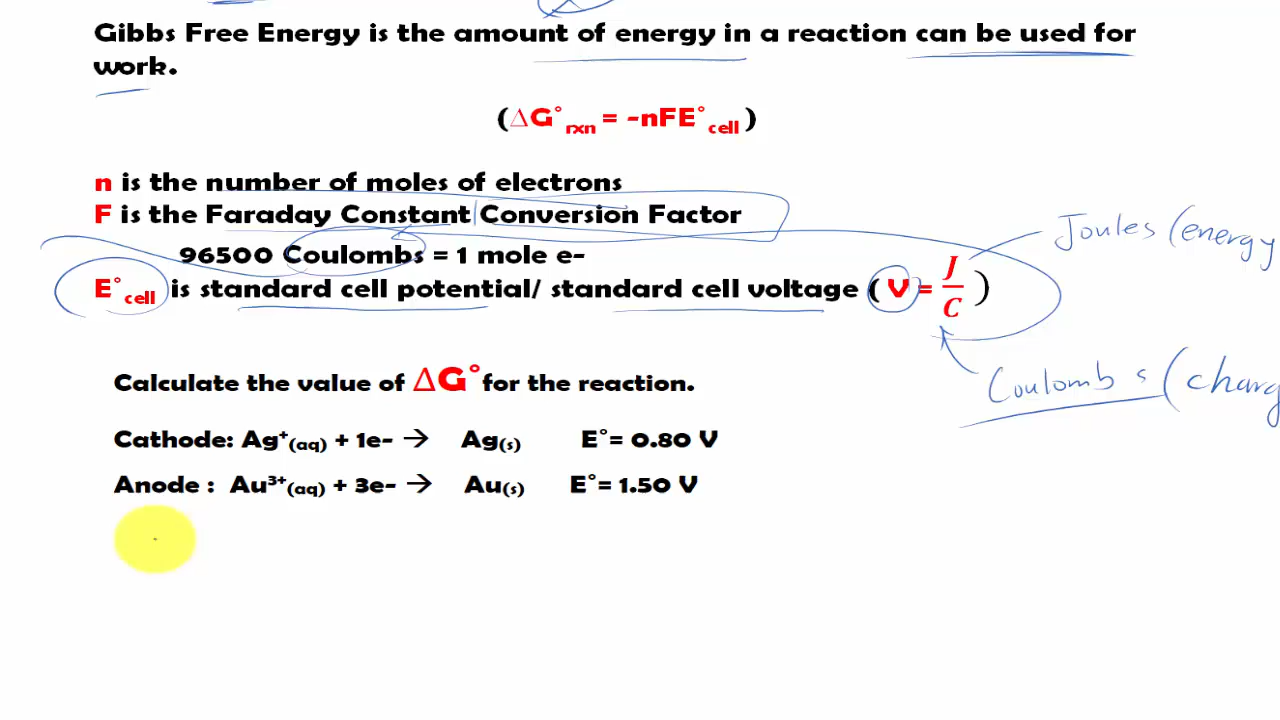 Gibbs Free Energy is the amount of energy in a reaction can be used for
work.
(ΔG°rxn = -nFE°cell)
n is the number of moles of electrons
F is the Faraday Constant Conversion Factor
96500 Coulombs = 1 mole e-
E°cell is standard cell potential/ standard cell voltage ( V = J/C )
Joules (energy
Coulombs (charg
Calculate the value of ΔG° for the reaction.
Cathode: Ag⁺(aq) + 1e- → Ag(s) E°= 0.80 V
Anode : Au³⁺(aq) + 3e- → Au(s) E°= 1.50 V